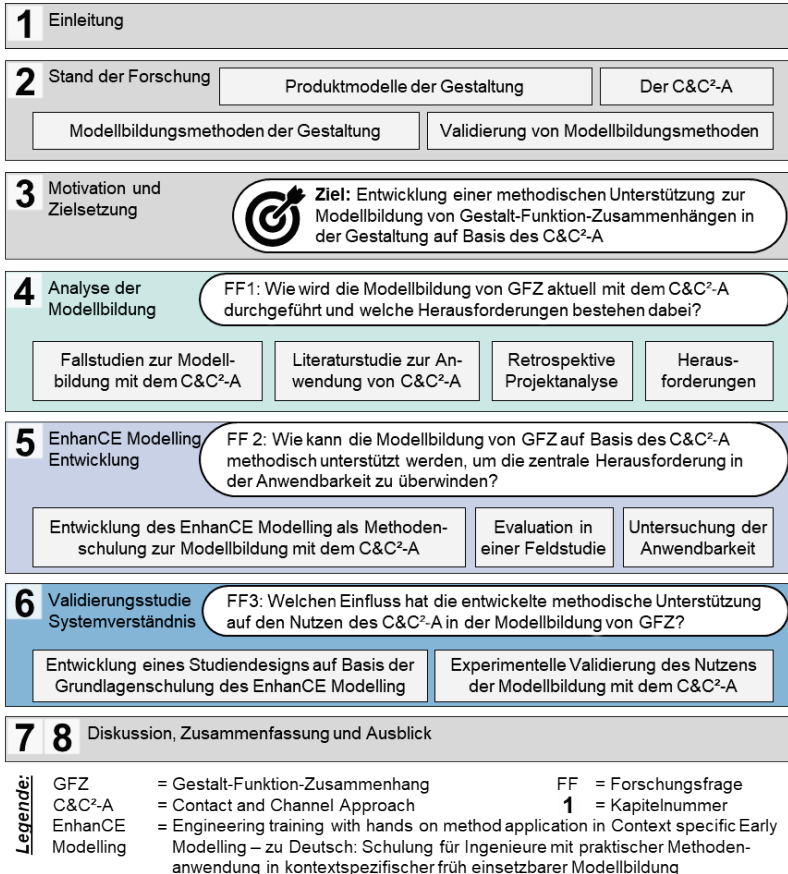 1 Einleitung
2 Stand der Forschung
Produktmodelle der Gestaltung
Der C&C²-A
Modellbildungsmethoden der Gestaltung
Validierung von Modellbildungsmethoden
3 Motivation und
Zielsetzung
Ziel: Entwicklung einer methodischen Unterstützung zur
Modellbildung von Gestalt-Funktion-Zusammenhängen in
der Gestaltung auf Basis des C&C²-A
4 Analyse der
Modellbildung
FF1: Wie wird die Modellbildung von GFZ aktuell mit dem C&C²-A
durchgeführt und welche Herausforderungen bestehen dabei?
Fallstudien zur Modell-
bildung mit dem C&C²-A
Literaturstudie zur An-
wendung von C&C²-A
Retrospektive
Projektanalyse
Heraus-
forderungen
5 EnhanCE Modelling
Entwicklung
FF 2: Wie kann die Modellbildung von GFZ auf Basis des C&C²-A
methodisch unterstützt werden, um die zentrale Herausforderung in
der Anwendbarkeit zu überwinden?
Entwicklung des EnhanCE Modelling als Methoden-
schulung zur Modellbildung mit dem C&C²-A
Evaluation in
einer Feldstudie
Untersuchung der
Anwendbarkeit
6 Validierungsstudie
Systemverständnis
FF3: Welchen Einfluss hat die entwickelte methodische Unterstützung
auf den Nutzen des C&C²-A in der Modellbildung von GFZ?
Entwicklung eines Studiendesigns auf Basis der
Grundlagenschulung des EnhanCE Modelling
Experimentelle Validierung des Nutzens
der Modellbildung mit dem C&C²-A
7 8 Diskussion, Zusammenfassung und Ausblick
Legende:
GFZ = Gestalt-Funktion-Zusammenhang FF = Forschungsfrage
C&C²-A = Contact and Channel Approach 1 = Kapitelnummer
EnhanCE = Engineering training with hands on method application in Context specific Early
Modelling Modelling – zu Deutsch: Schulung für Ingenieure mit praktischer Methoden-
anwendung in kontextspezifischer früh einsetzbarer Modellbildung